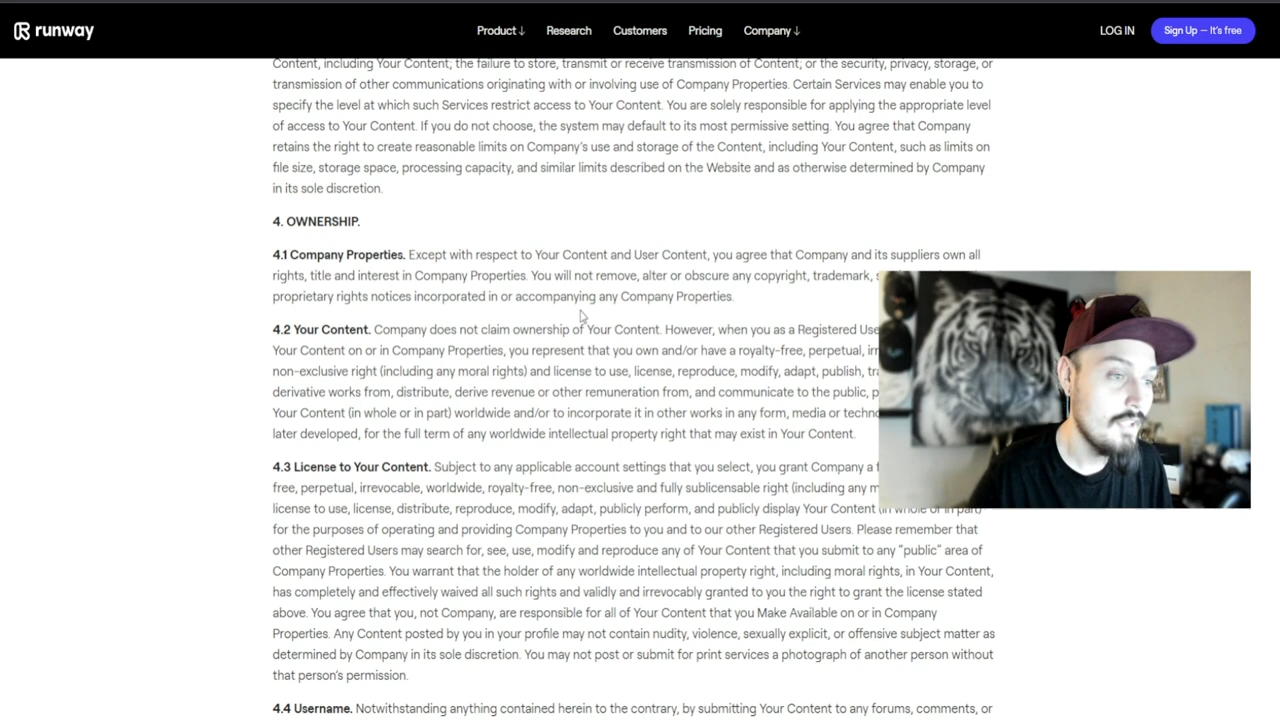 runway
Product ↓ Research Customers Pricing Company ↓ LOG IN Sign Up — It's free
Content, including Your Content; the failure to store, transmit or receive transmission of Content; or the security, privacy, storage, or
transmission of other communications originating with or involving use of Company Properties. Certain Services may enable you to
specify the level at which such Services restrict access to Your Content. You are solely responsible for applying the appropriate level
of access to Your Content. If you do not choose, the system may default to its most permissive setting. You agree that Company
retains the right to create reasonable limits on Company's use and storage of the Content, including Your Content, such as limits on
file size, storage space, processing capacity, and similar limits described on the Website and as otherwise determined by Company
in its sole discretion.
4. OWNERSHIP.
4.1 Company Properties. Except with respect to Your Content and User Content, you agree that Company and its suppliers own all
rights, title and interest in Company Properties. You will not remove, alter or obscure any copyright, trademark,
proprietary rights notices incorporated in or accompanying any Company Properties.
4.2 Your Content. Company does not claim ownership of Your Content. However, when you as a Registered
Your Content on or in Company Properties, you represent that you own and/or have a royalty-free, perpetual,
non-exclusive right (including any moral rights) and license to use, license, reproduce, modify, adapt, publish,
derivative works from, distribute, derive revenue or other remuneration from, and communicate to the public,
Your Content (in whole or in part) worldwide and/or to incorporate it in other works in any form, media or
later developed, for the full term of any worldwide intellectual property right that may exist in Your Content.
4.3 License to Your Content. Subject to any applicable account settings that you select, you grant Company a
free, perpetual, irrevocable, worldwide, royalty-free, non-exclusive and fully sublicensable right (including any
license to use, license, distribute, reproduce, modify, adapt, publicly perform, and publicly display Your Content (in whole or in part)
for the purposes of operating and providing Company Properties to you and to our other Registered Users. Please remember that
other Registered Users may search for, see, use, modify and reproduce any of Your Content that you submit to any “public” area of
Company Properties. You warrant that the holder of any worldwide intellectual property right, including moral rights, in Your Content,
has completely and effectively waived all such rights and validly and irrevocably granted to you the right to grant the license stated
above. You agree that you, not Company, are responsible for all of Your Content that you Make Available on or in Company
Properties. Any Content posted by you in your profile may not contain nudity, violence, sexually explicit, or offensive subject matter as
determined by Company in its sole discretion. You may not post or submit for print services a photograph of another person without
that person's permission.
4.4 Username. Notwithstanding anything contained herein to the contrary, by submitting Your Content to any forums, comments, or